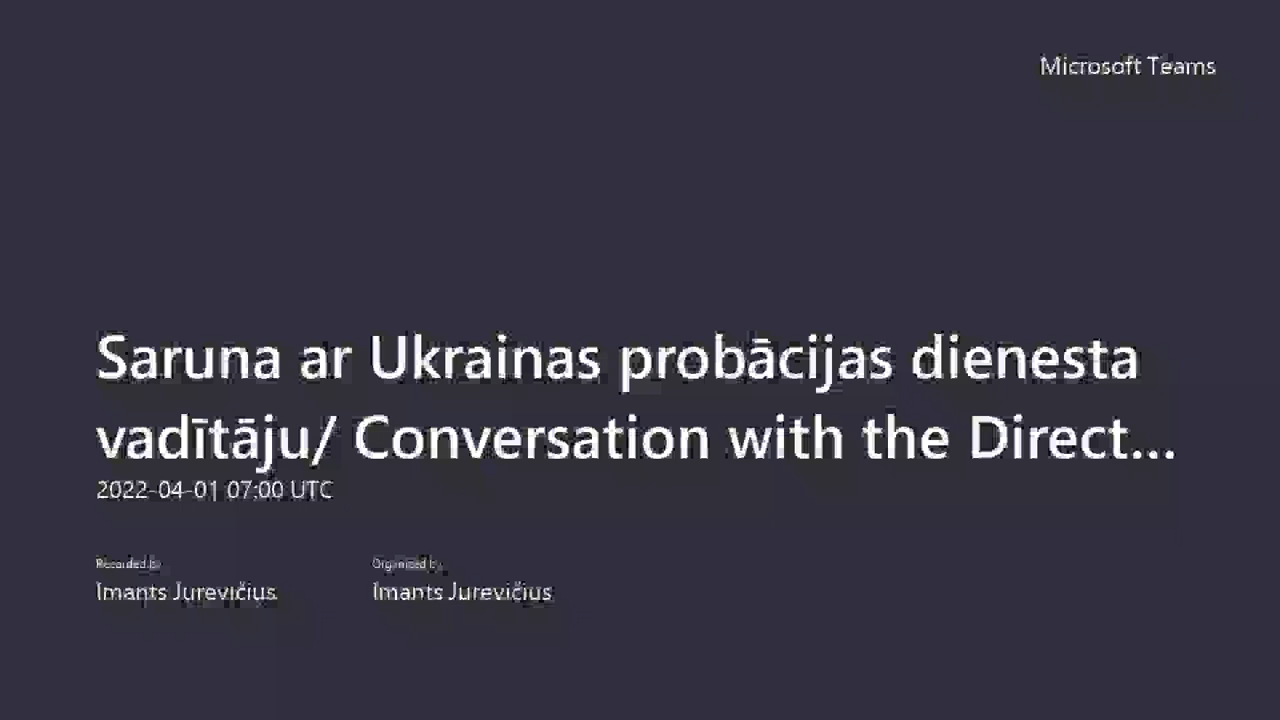 Microsoft Teams
Saruna ar Ukrainas probācijas dienesta
vadītāju/ Conversation with the Direct...
2022-04-01 07:00 UTC
Recorded by
Organized by
Imants Jurevičius
Imants Jurevičius